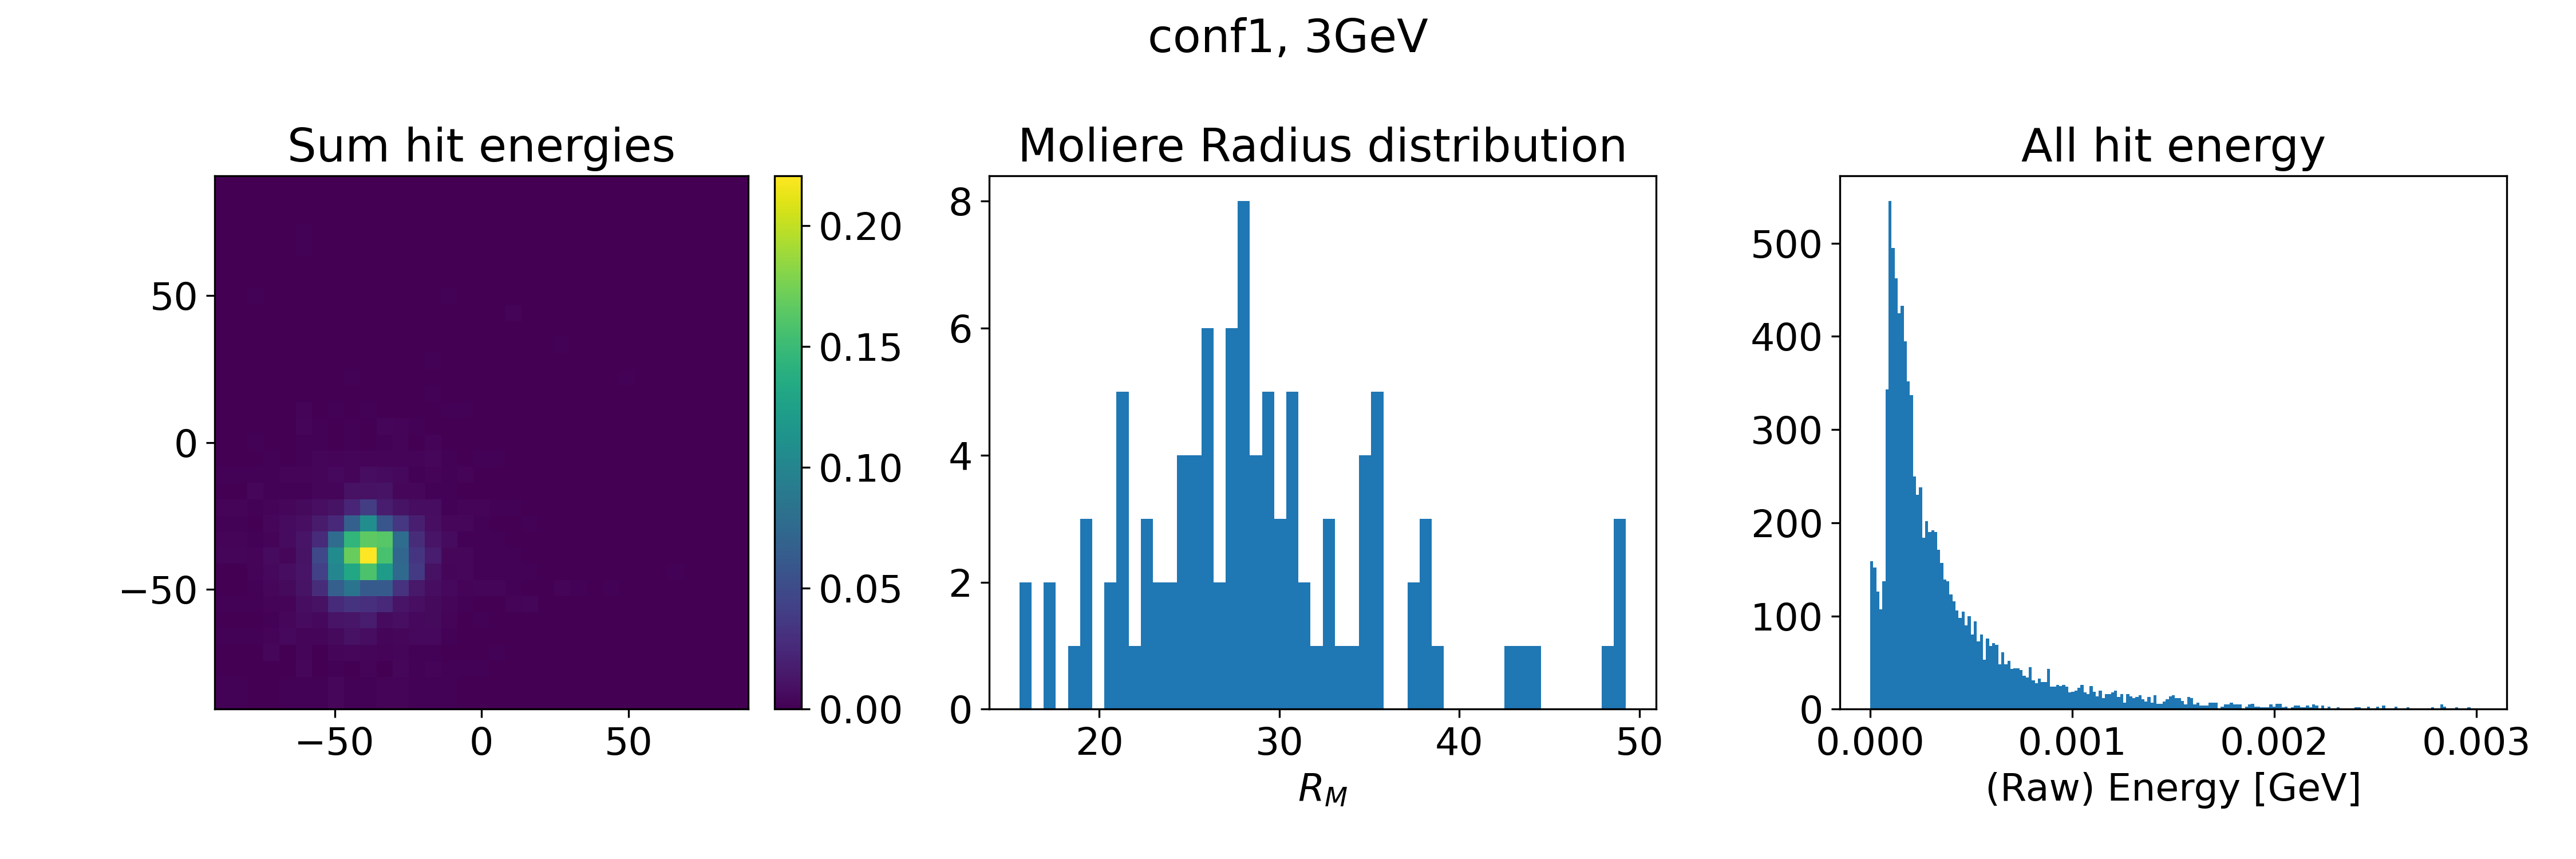 conf1, 3GeV
Sum hit energies
50
0
−50
−50 0 50
0.20
0.15
0.10
0.05
0.00
Moliere Radius distribution
8
6
4
2
0
20 30 40 50
R_M
All hit energy
500
400
300
200
100
0
0.000 0.001 0.002 0.003
(Raw) Energy [GeV]